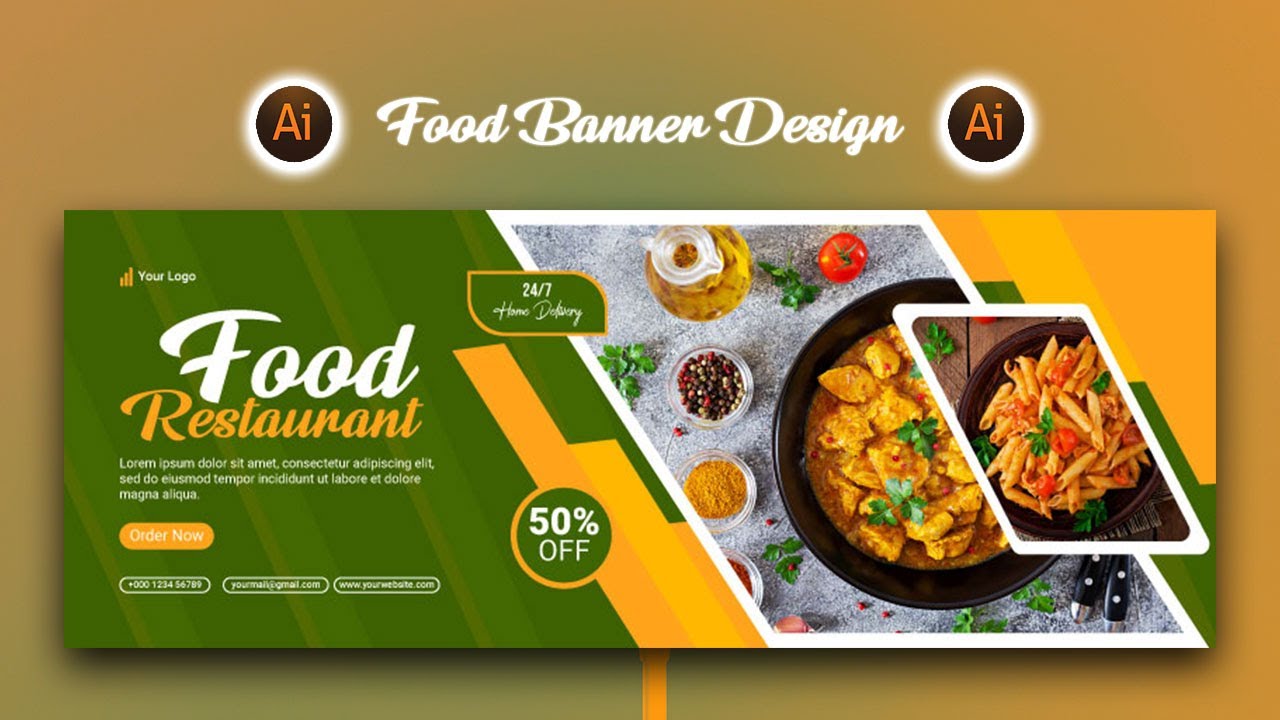 Ai Food Banner Design Ai
Your Logo
Food
Restaurant
Lorem ipsum dolor sit amet, consectetur adipiscing elit,
sed do eiusmod tempor incididunt ut labore et dolore
magna aliqua.
Order Now
+000 1234 56789 yourmail@gmail.com www.yourwebsite.com
24/7
Home Delivery
50%
OFF